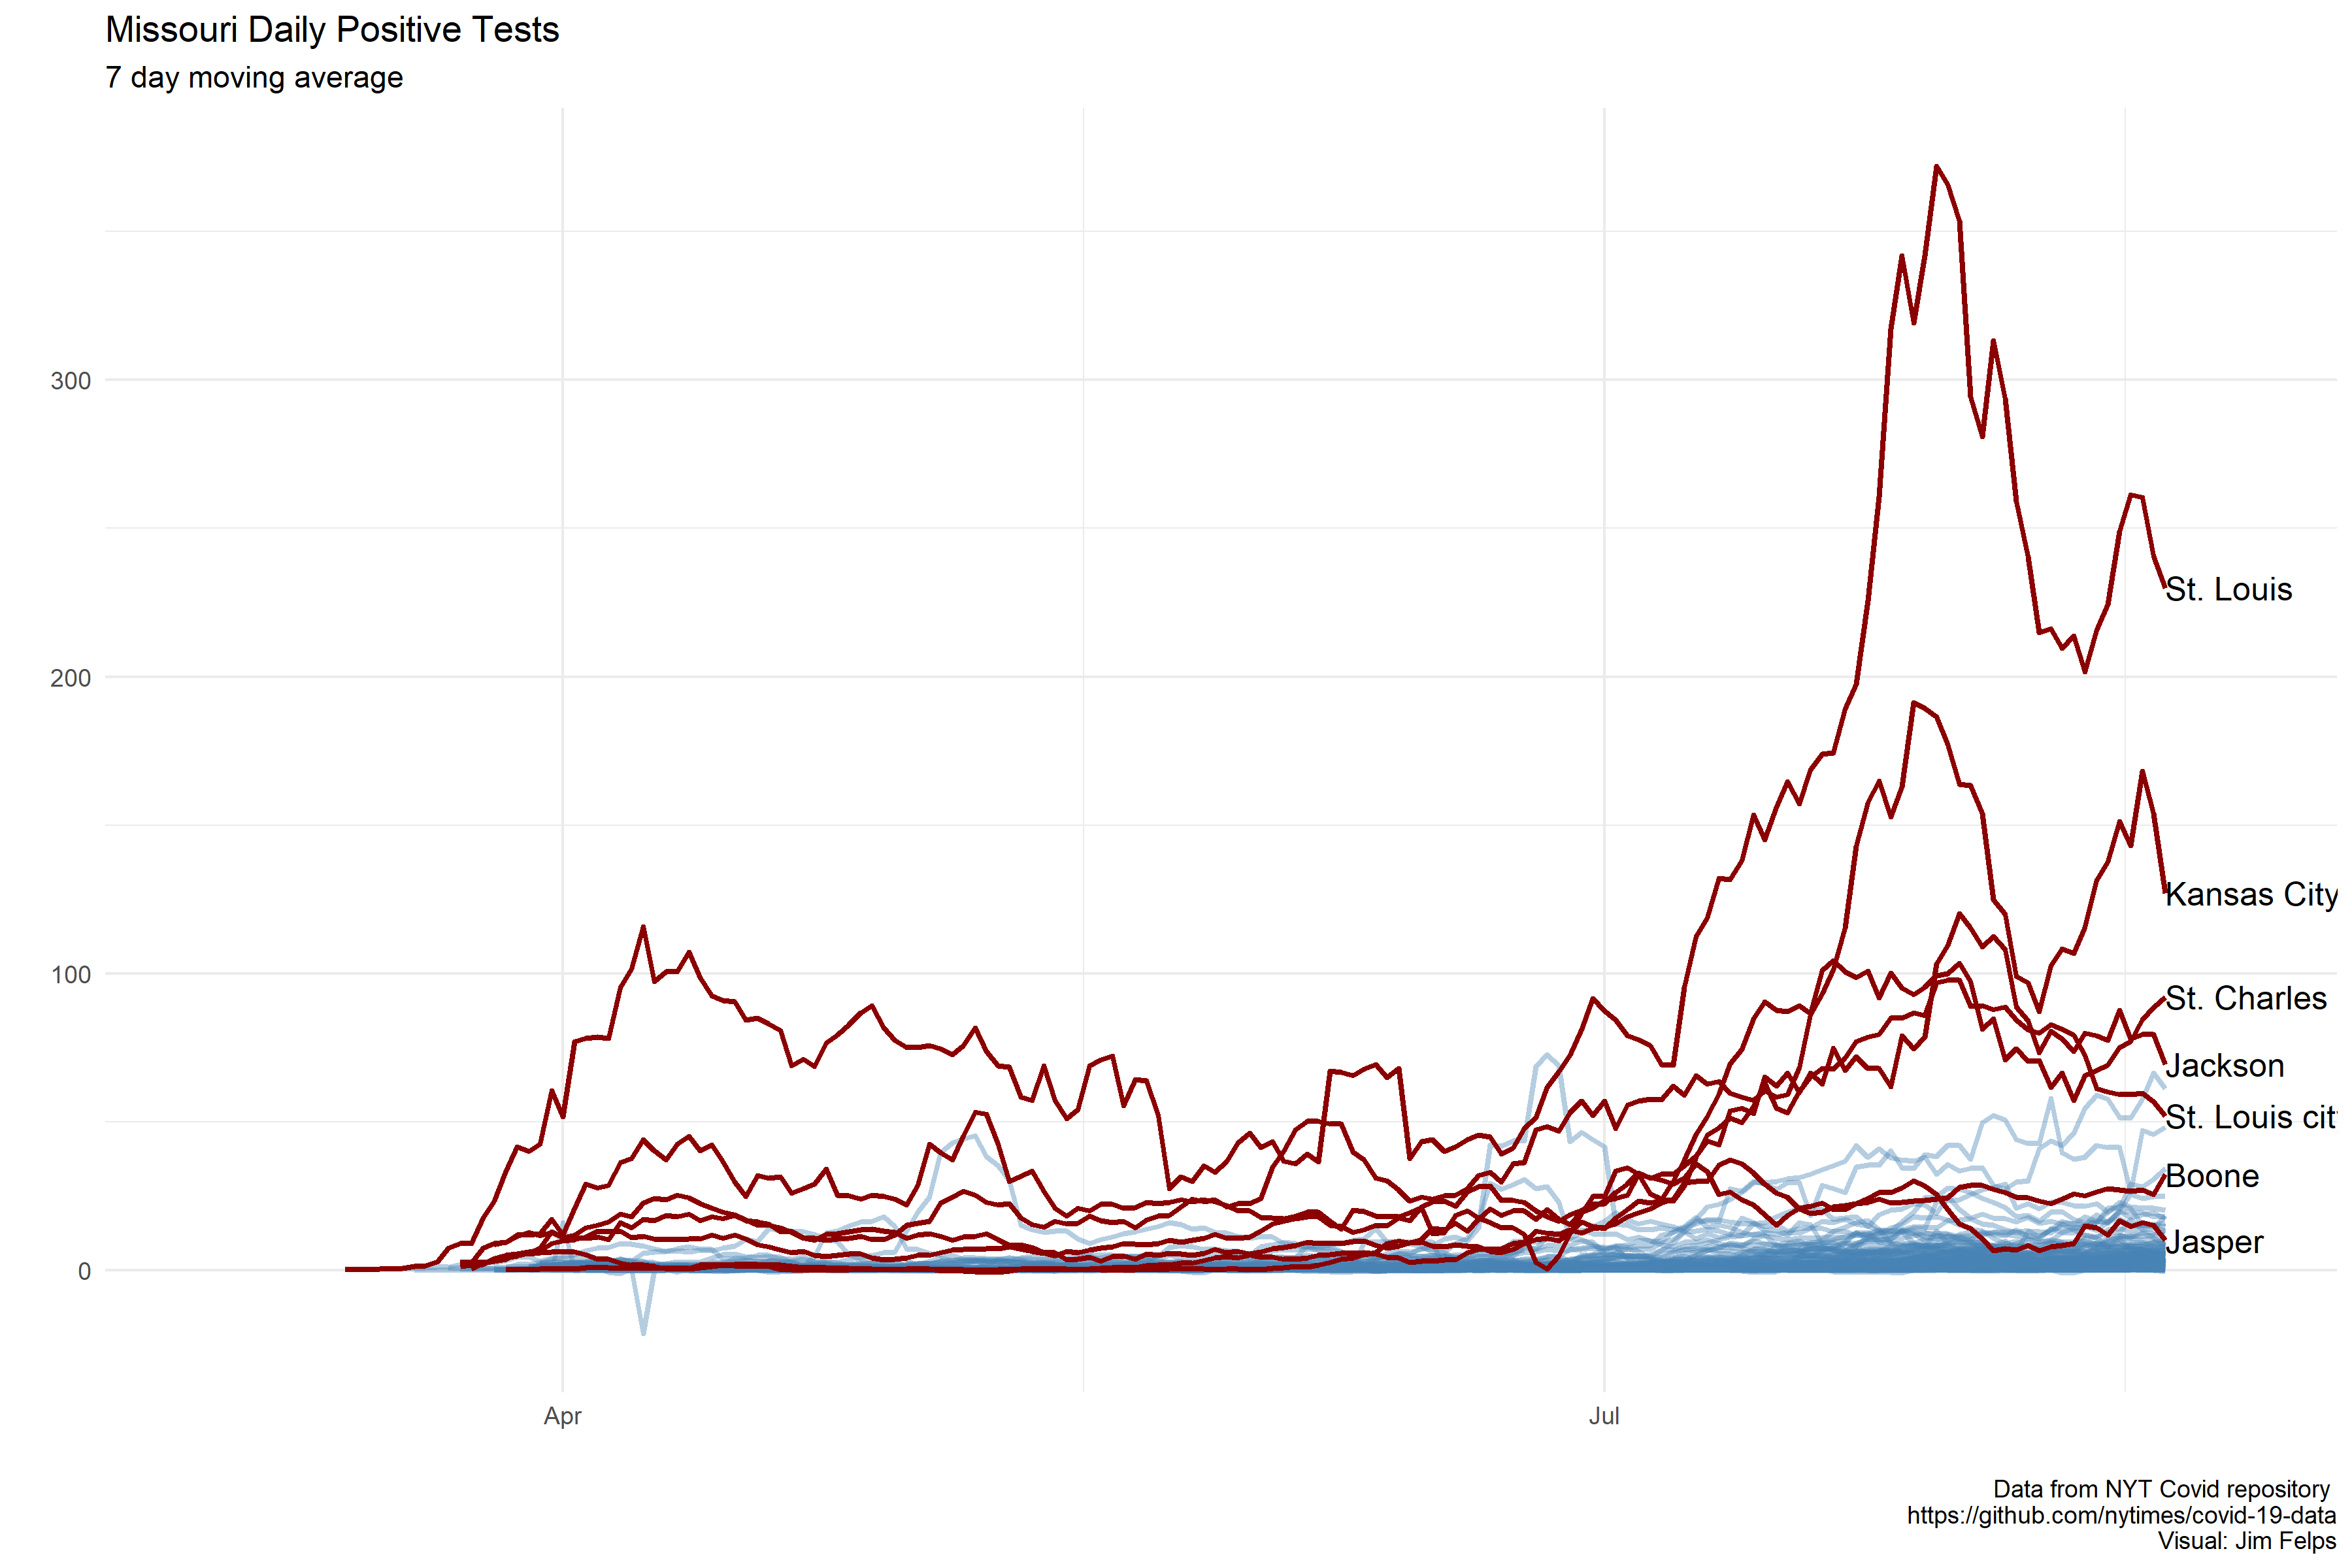 Missouri Daily Positive Tests
7 day moving average
300
200
100
0
St. Louis
Kansas City
St. Charles
Jackson
St. Louis cit
Boone
Jasper
Apr
Jul
Data from NYT Covid repository
https://github.com/nytimes/covid-19-data
Visual: Jim Felps